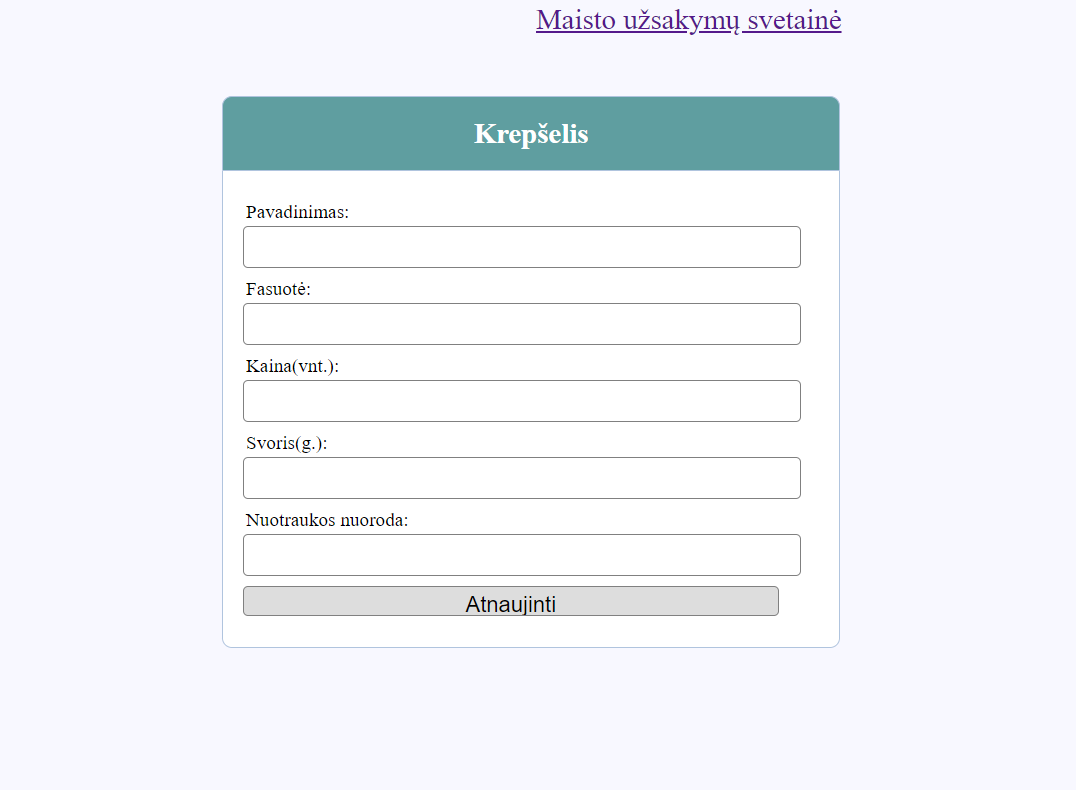 Maisto užsakymų svetainė
Krepšelis
Pavadinimas:
Fasuotė:
Kaina(vnt.):
Svoris(g.):
Nuotraukos nuoroda:
Atnaujinti